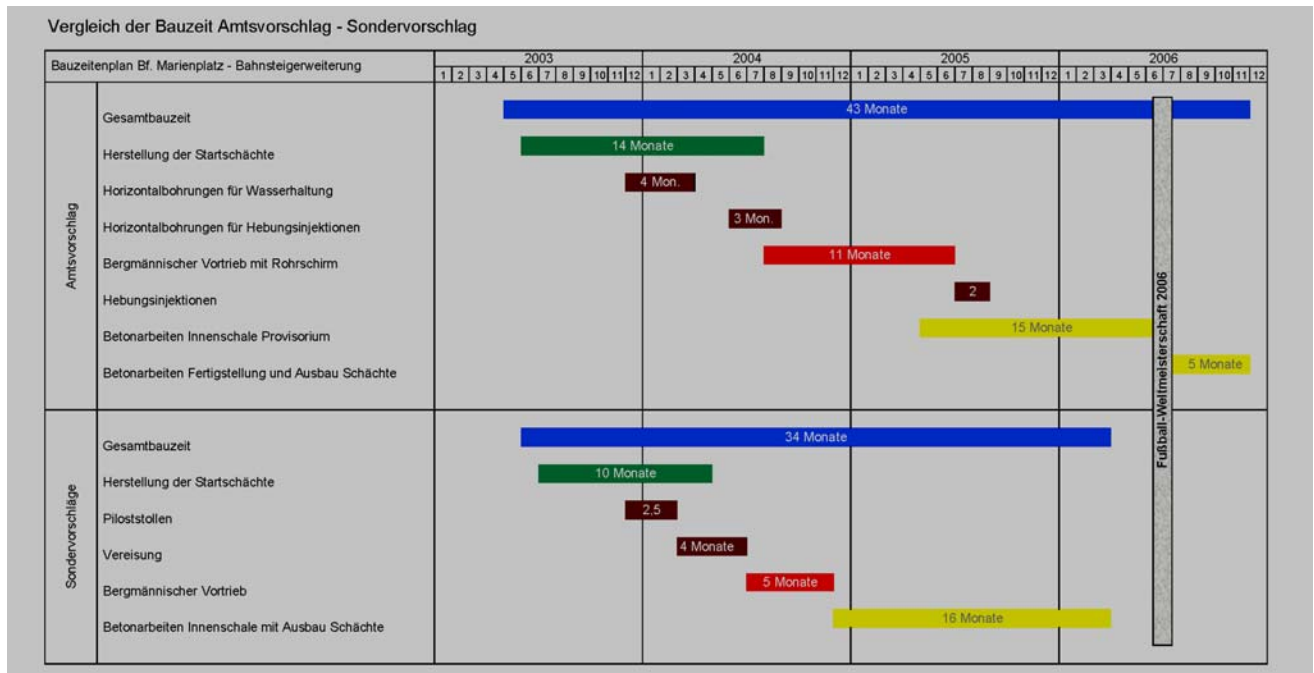 Vergleich der Bauzeit Amtsvorschlag - Sondervorschlag
Bauzeitenplan Bf. Marienplatz - Bahnsteigerweiterung
2003 2004 2005 2006
1 2 3 4 5 6 7 8 9 10 11 12 1 2 3 4 5 6 7 8 9 10 11 12 1 2 3 4 5 6 7 8 9 10 11 12 1 2 3 4 5 6 7 8 9 10 11 12
Amtsvorschlag
Gesamtbauzeit 43 Monate
Herstellung der Startschächte 14 Monate
Horizontalbohrungen für Wasserhaltung 4 Mon.
Horizontalbohrungen für Hebungsinjektionen 3 Mon.
Bergmännischer Vortrieb mit Rohrschirm 11 Monate
Hebungsinjektionen 2
Betonarbeiten Innenschale Provisorium 15 Monate
Betonarbeiten Fertigstellung und Ausbau Schächte 5 Monate
Fußball-Weltmeisterschaft 2006
Sondervorschläge
Gesamtbauzeit 34 Monate
Herstellung der Startschächte 10 Monate
Piloststollen 2,5
Vereisung 4 Monate
Bergmännischer Vortrieb 5 Monate
Betonarbeiten Innenschale mit Ausbau Schächte 16 Monate